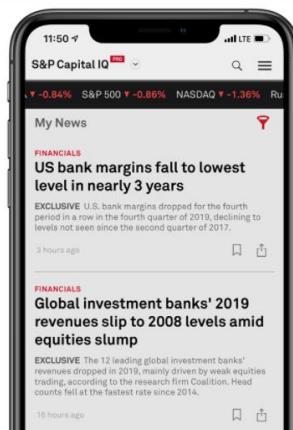 11:50
LTE
S&P Capital IQ PRO
▼ -0.84% S&P 500 ▼ -0.86% NASDAQ ▼ -1.36% Ru
My News
FINANCIALS
US bank margins fall to lowest
level in nearly 3 years
EXCLUSIVE U.S. bank margins dropped for the fourth
period in a row in the fourth quarter of 2019, declining to
levels not seen since the second quarter of 2017.
3 hours ago
FINANCIALS
Global investment banks' 2019
revenues slip to 2008 levels amid
equities slump
EXCLUSIVE The 12 leading global investment banks'
revenues dropped in 2019, mainly driven by weak equities
trading, according to the research firm Coalition. Head
counts fell at the fastest rate since 2014.
16 hours ago